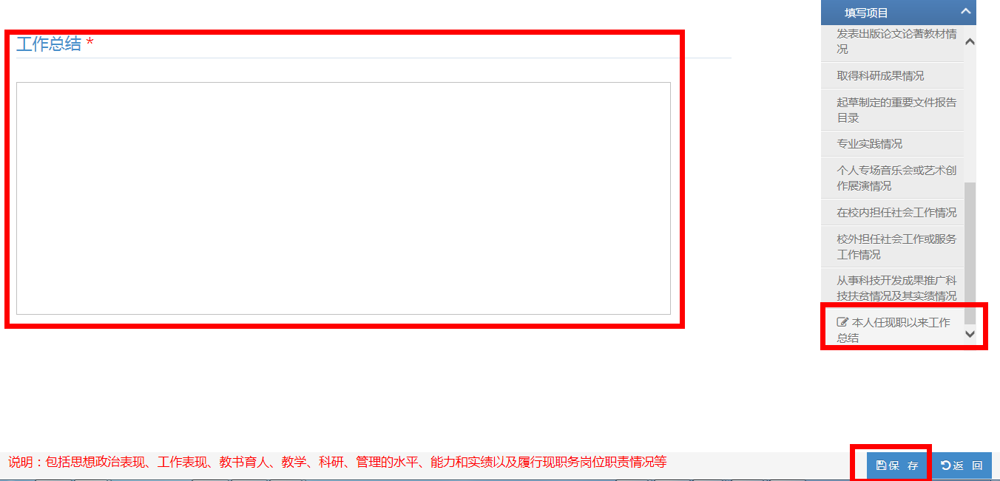 工作总结 *
填写项目
发表出版论文论著教材情
况
取得科研成果情况
起草制定的重要文件报告
目录
专业实践情况
个人专场音乐会或艺术创
作展演情况
在校内担任社会工作情况
校外担任社会工作或服务
工作情况
从事科技开发成果推广科
技扶贫情况及其实绩情况
本人任现职以来工作
总结
说明：包括思想政治表现、工作表现、教书育人、教学、科研、管理的水平、能力和实绩以及履行现职务岗位职责情况等
保 存
返 回